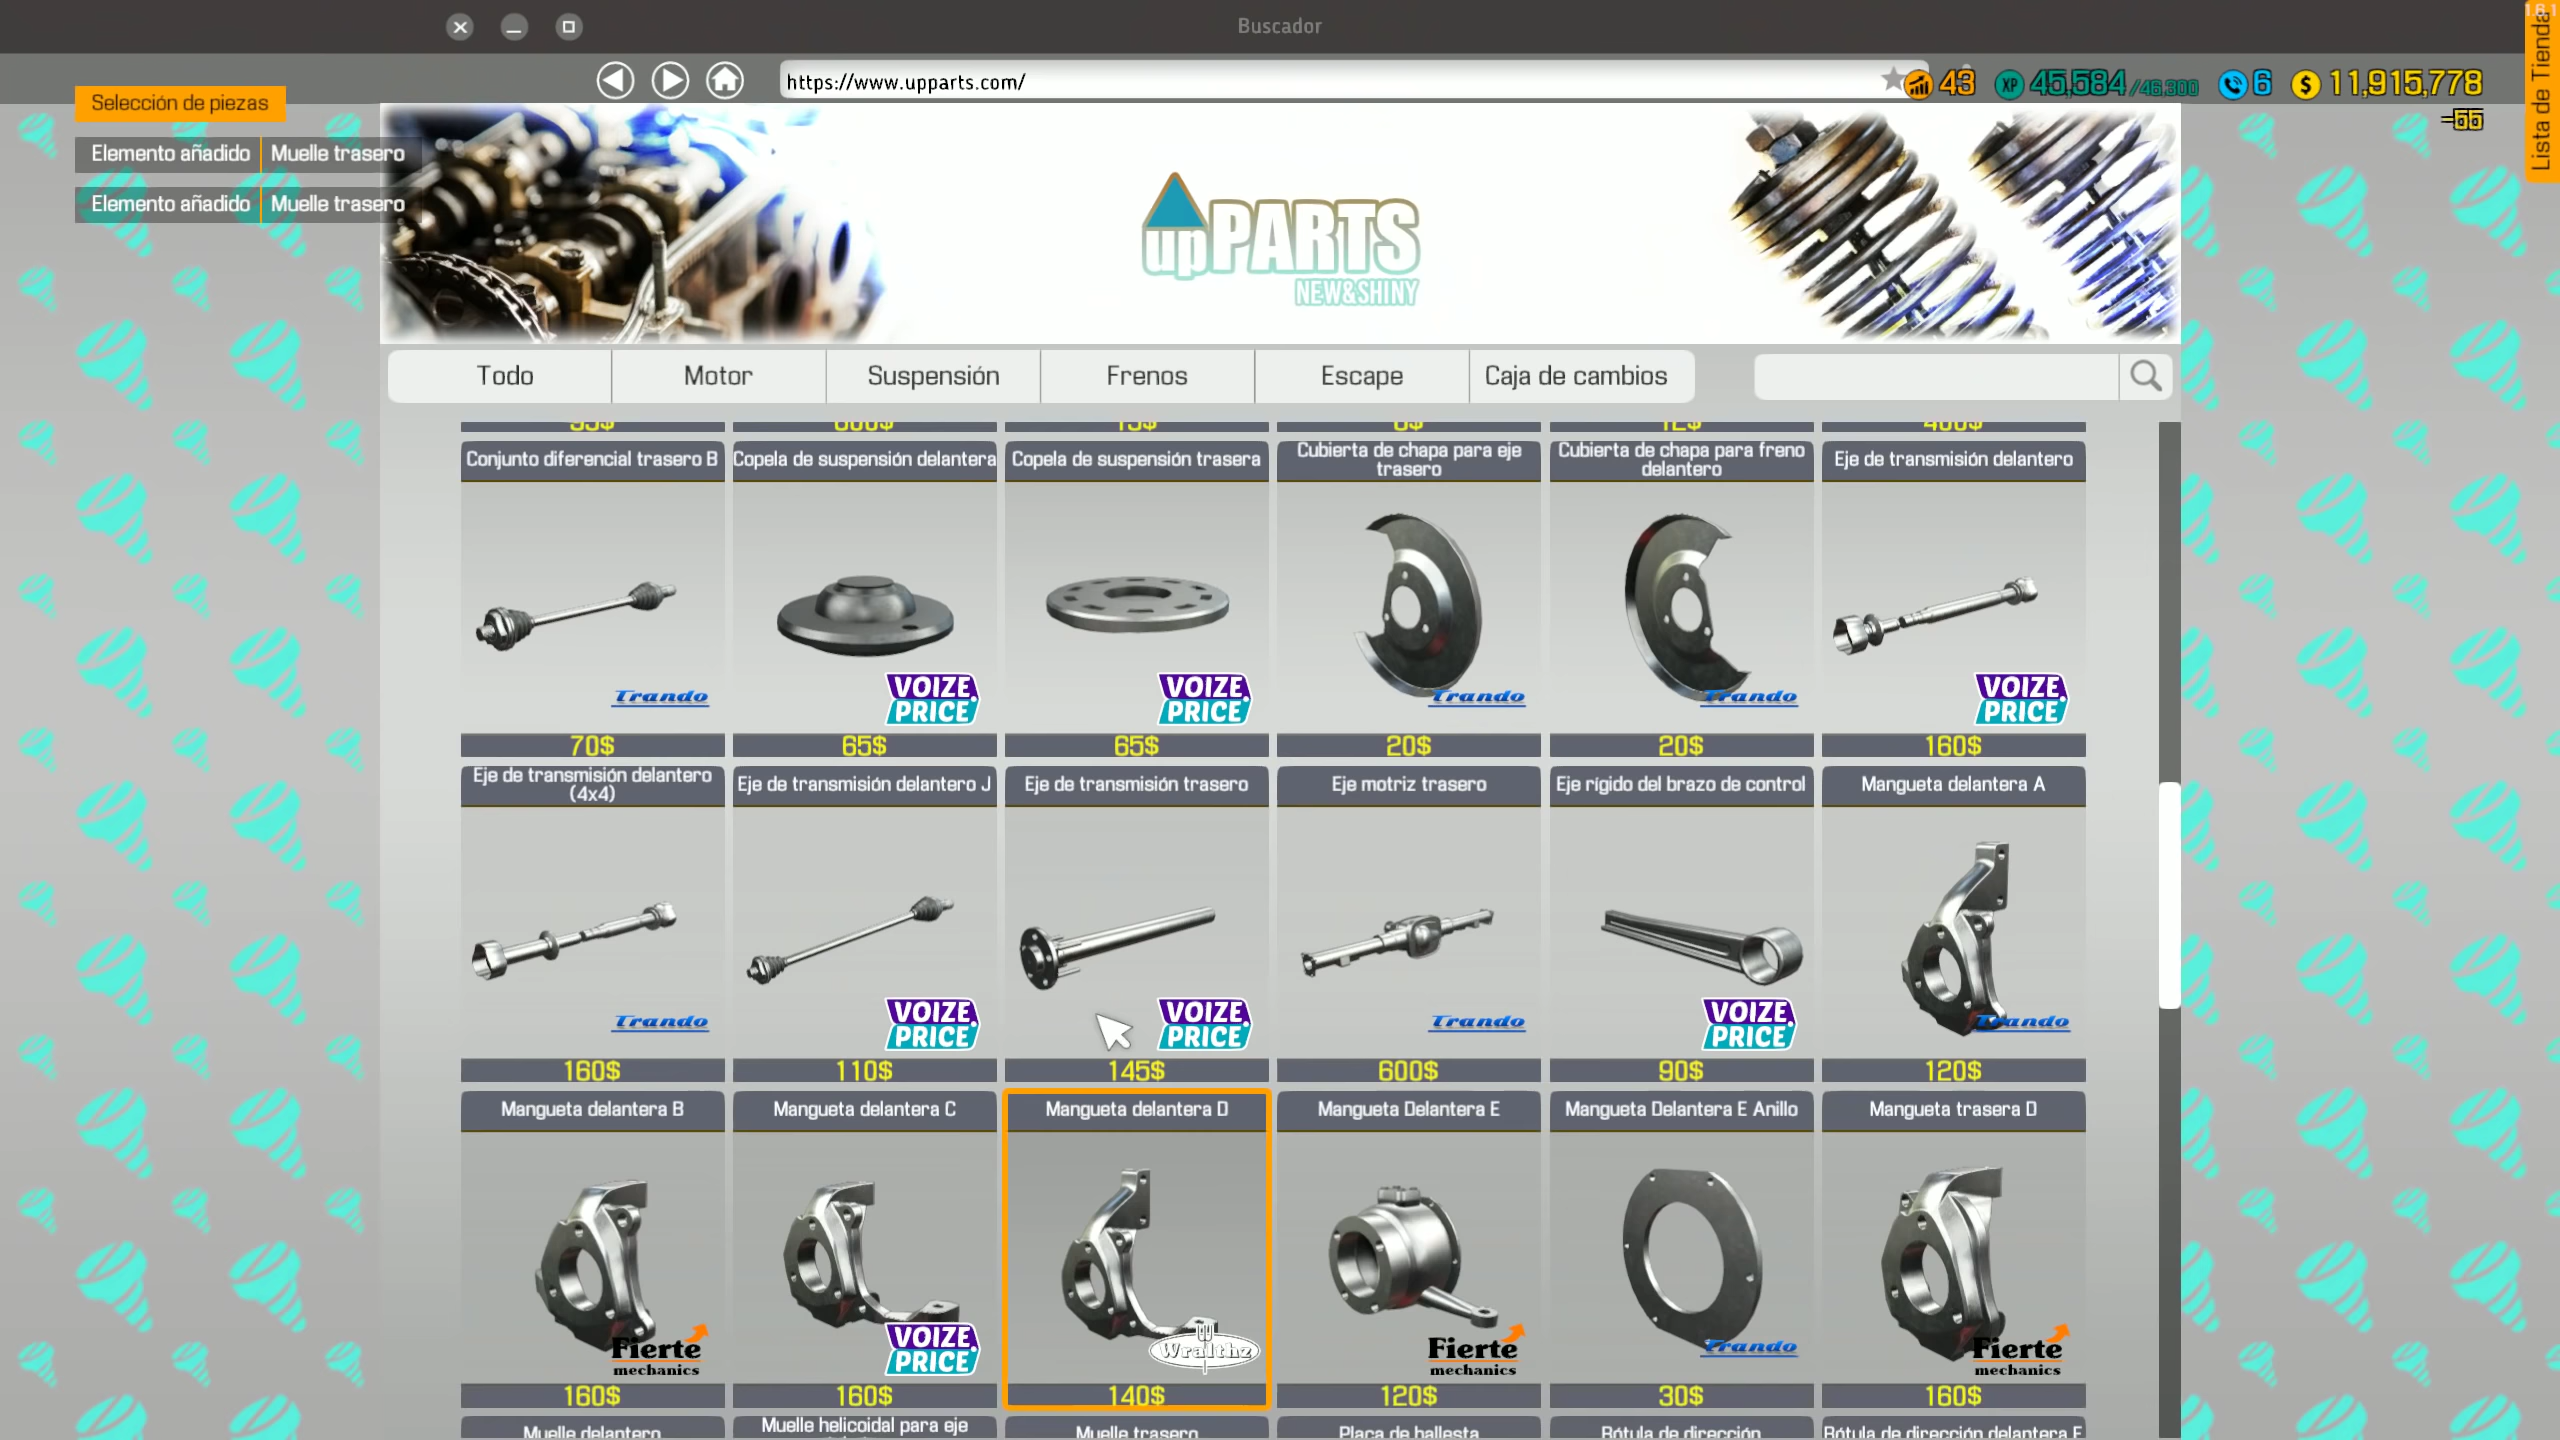 Buscador
1.6.1
Lista de Tienda
https://www.upparts.com/
43
XP 45,584/46,300
6
$ 11,915,778
-55
Selección de piezas
Elemento añadido Muelle trasero
Elemento añadido Muelle trasero
upPARTS
NEW&SHINY
Todo Motor Suspensión Frenos Escape Caja de cambios
Conjunto diferencial trasero B
Copela de suspensión delantera
Copela de suspensión trasera
Cubierta de chapa para eje
trasero
Cubierta de chapa para freno
delantero
Eje de transmisión delantero
Trando
VOIZE
PRICE
VOIZE
PRICE
Trando
Trando
VOIZE
PRICE
70$ 65$ 65$ 20$ 20$ 160$
Eje de transmisión delantero
(4x4)
Eje de transmisión delantero J
Eje de transmisión trasero
Eje motriz trasero
Eje rígido del brazo de control
Mangueta delantera A
Trando
VOIZE
PRICE
VOIZE
PRICE
Trando
VOIZE
PRICE
Trando
160$ 110$ 145$ 600$ 90$ 120$
Mangueta delantera B
Mangueta delantera C
Mangueta delantera D
Mangueta Delantera E
Mangueta Delantera E Anillo
Mangueta trasera D
Fierte
mechanics
VOIZE
PRICE
Wralthz
Fierte
mechanics
Trando
Fierte
mechanics
160$ 160$ 140$ 120$ 30$ 160$
Muelle delantero
Muelle helicoidal para eje
Muelle trasero
Placa de ballesta
Rótula de dirección
Rótula de dirección delantera E